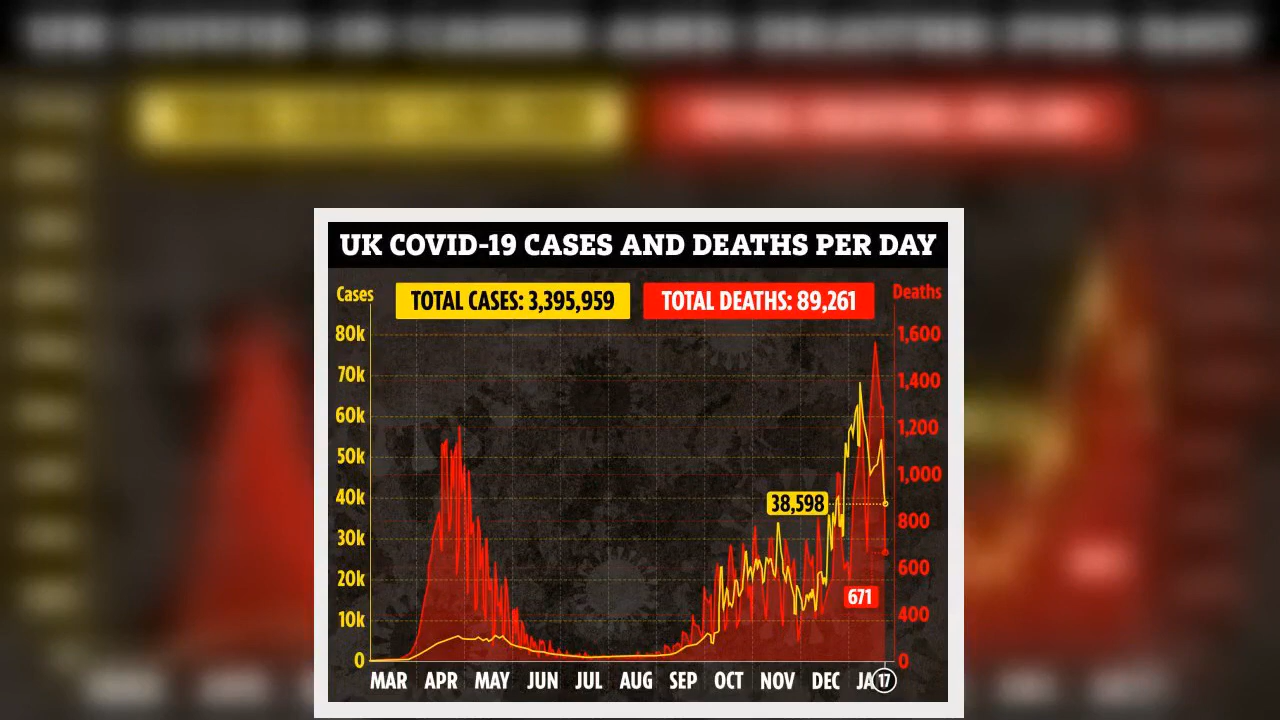 UK COVID-19 CASES AND DEATHS PER DAY
Cases
TOTAL CASES: 3,395,959
TOTAL DEATHS: 89,261
Deaths
80k
70k
60k
50k
40k
30k
20k
10k
0
1,600
1,400
1,200
1,000
800
600
400
0
38,598
671
MAR APR MAY JUN JUL AUG SEP OCT NOV DEC JA 17